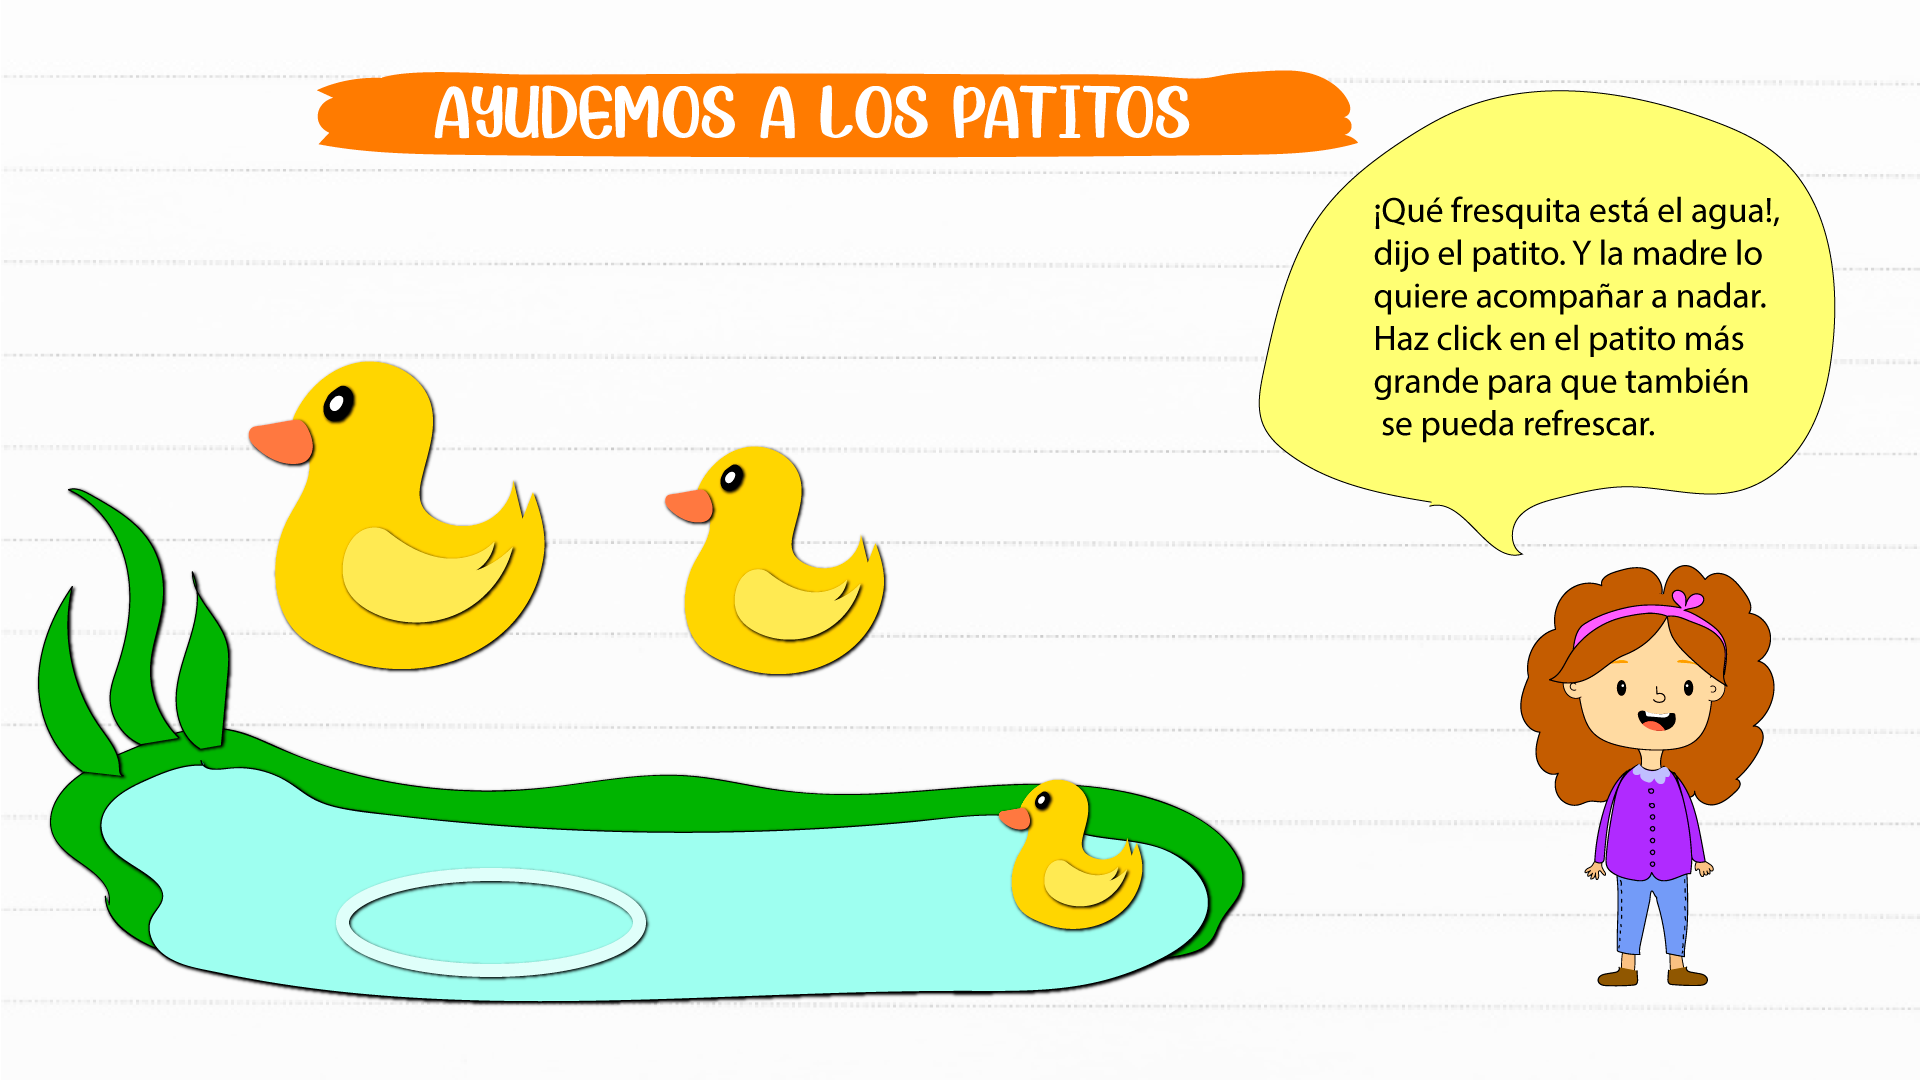 AYUDEMOS A LOS PATITOS
¡Qué fresquita está el agua!,
dijo el patito. Y la madre lo
quiere acompañar a nadar.
Haz click en el patito más
grande para que también
se pueda refrescar.